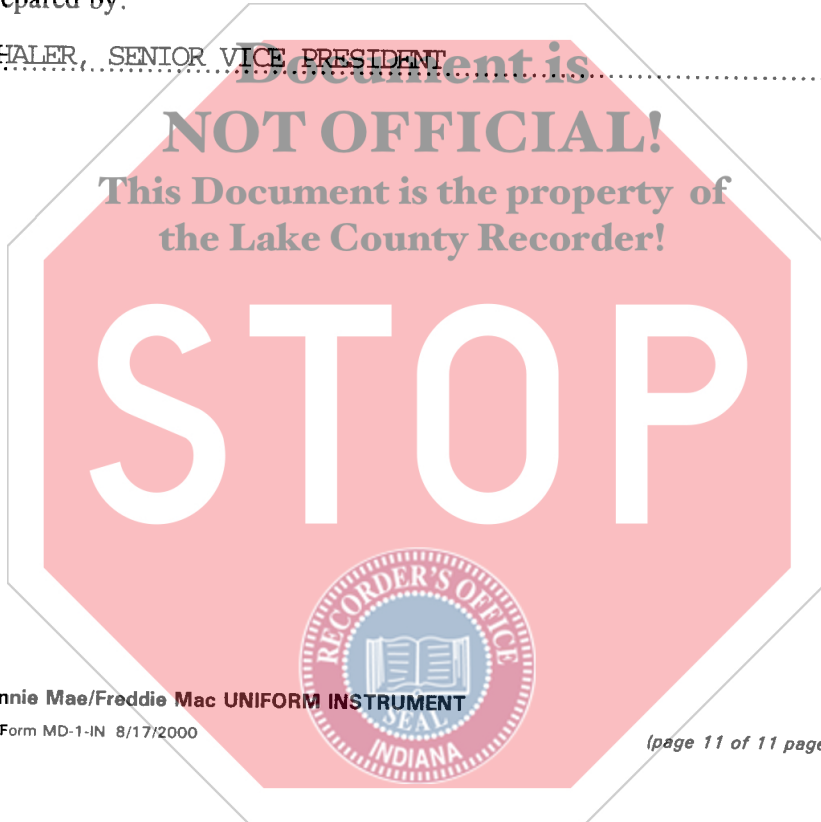 epared by:
HALER, SENIOR VICE PRESIDENT
Document is
NOT OFFICIAL!
This Document is the property of
the Lake County Recorder!
STOP
RECORDER'S OFFICE
SEAL
INDIANA
nnie Mae/Freddie Mac UNIFORM INSTRUMENT
Form MD-1-IN 8/17/2000
(page 11 of 11 page